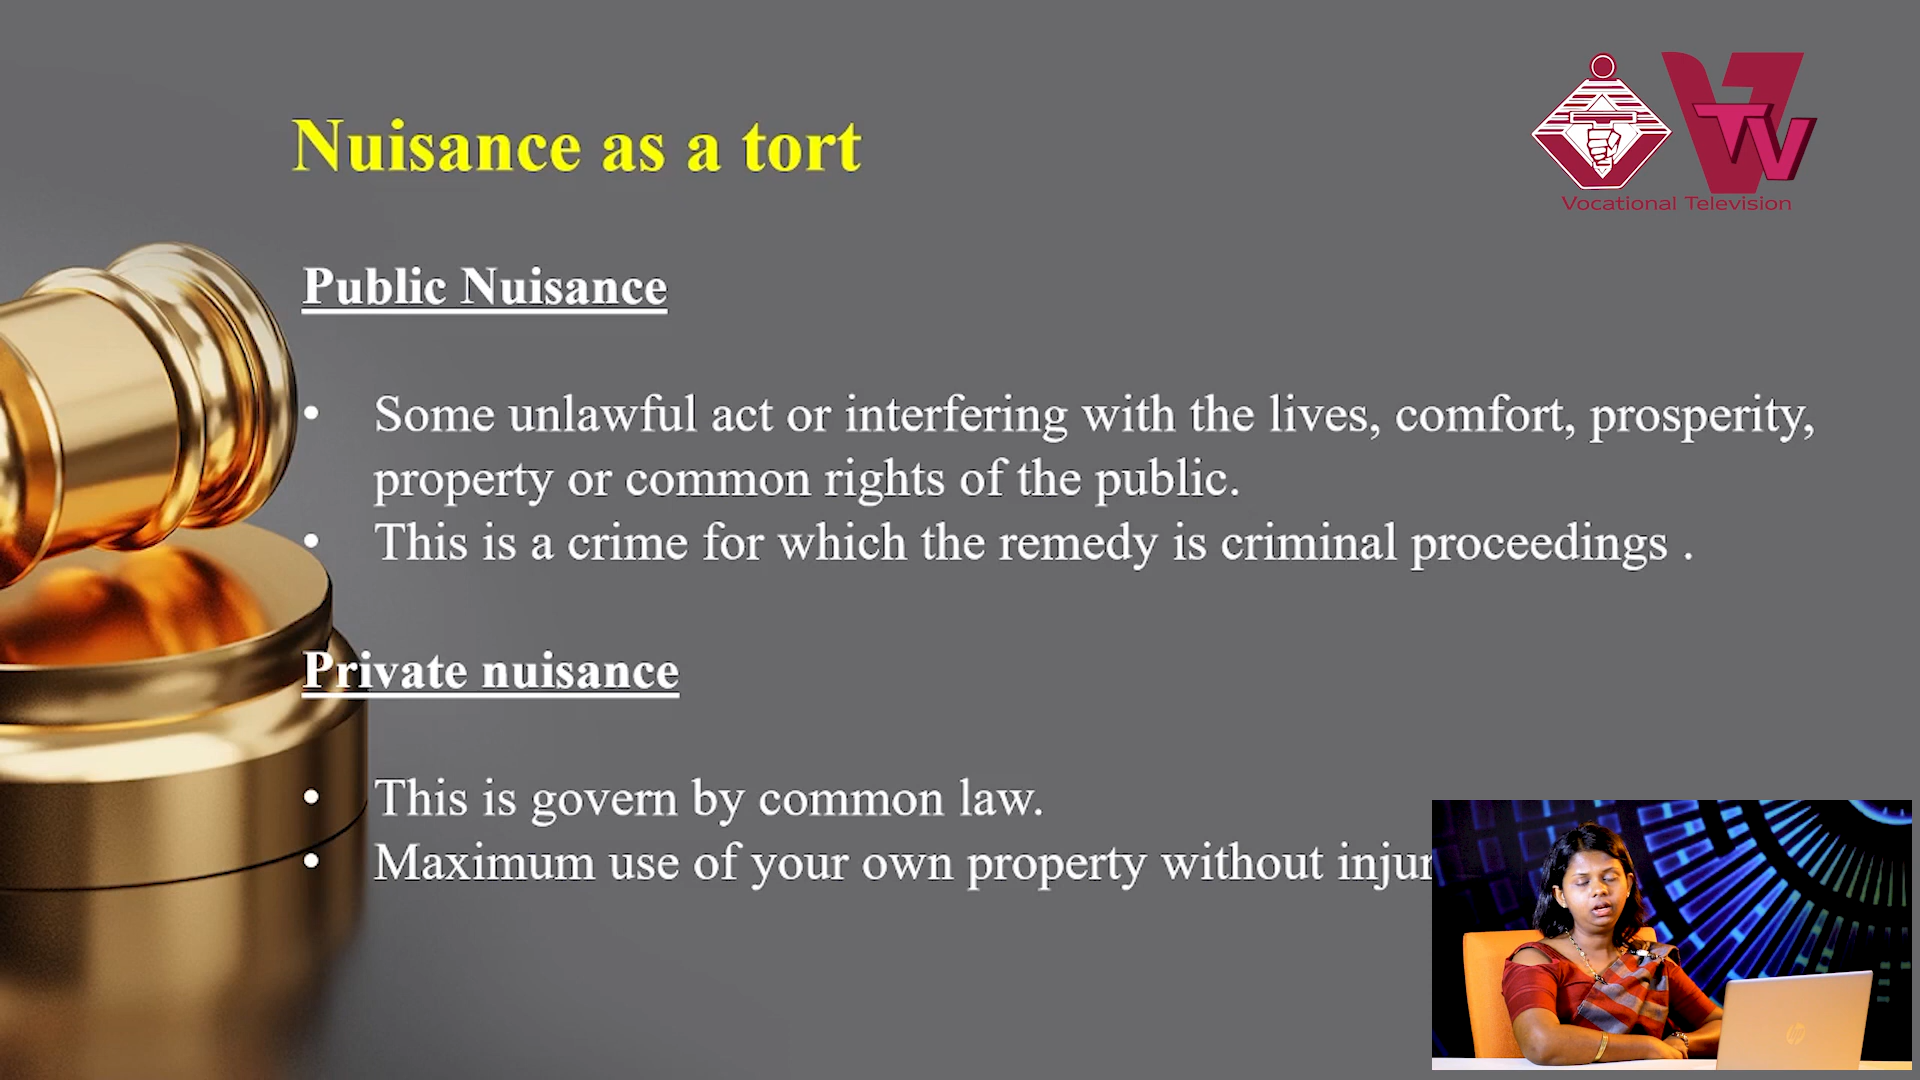 Nuisance as a tort
Vocational Television
Public Nuisance
• Some unlawful act or interfering with the lives, comfort, prosperity,
property or common rights of the public.
• This is a crime for which the remedy is criminal proceedings .
Private nuisance
• This is govern by common law.
• Maximum use of your own property without